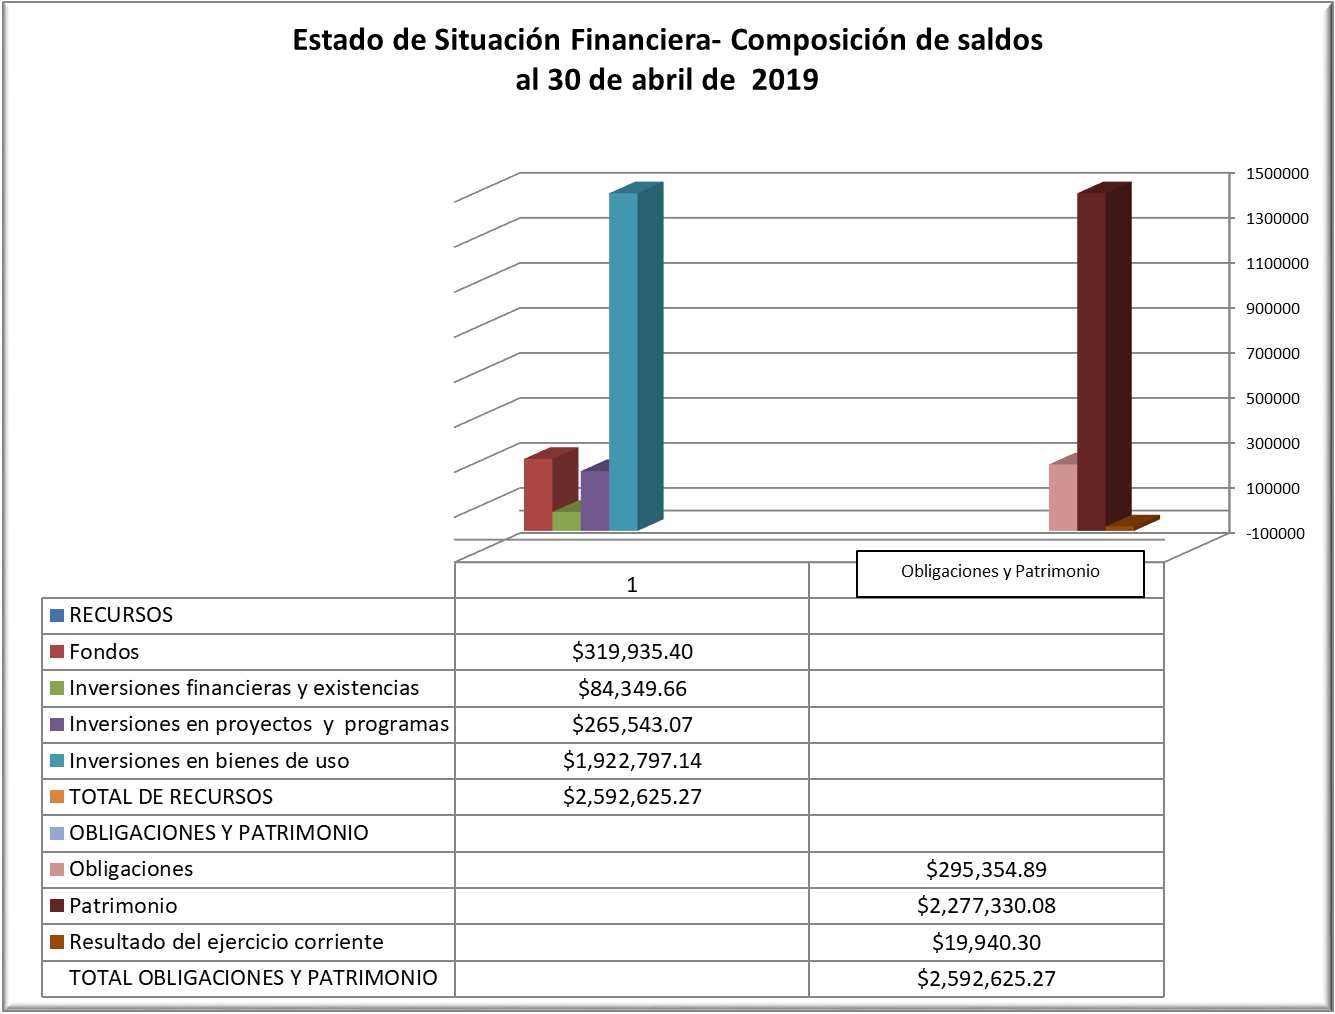 Estado de Situación Financiera- Composición de saldos
al 30 de abril de  2019
1500000
1300000
1100000
900000
700000
500000
300000
100000
-100000
1
Obligaciones y Patrimonio
RECURSOS
Fondos $319,935.40
Inversiones financieras y existencias $84,349.66
Inversiones en proyectos  y  programas $265,543.07
Inversiones en bienes de uso $1,922,797.14
TOTAL DE RECURSOS $2,592,625.27
OBLIGACIONES Y PATRIMONIO
Obligaciones $295,354.89
Patrimonio $2,277,330.08
Resultado del ejercicio corriente $19,940.30
TOTAL OBLIGACIONES Y PATRIMONIO $2,592,625.27